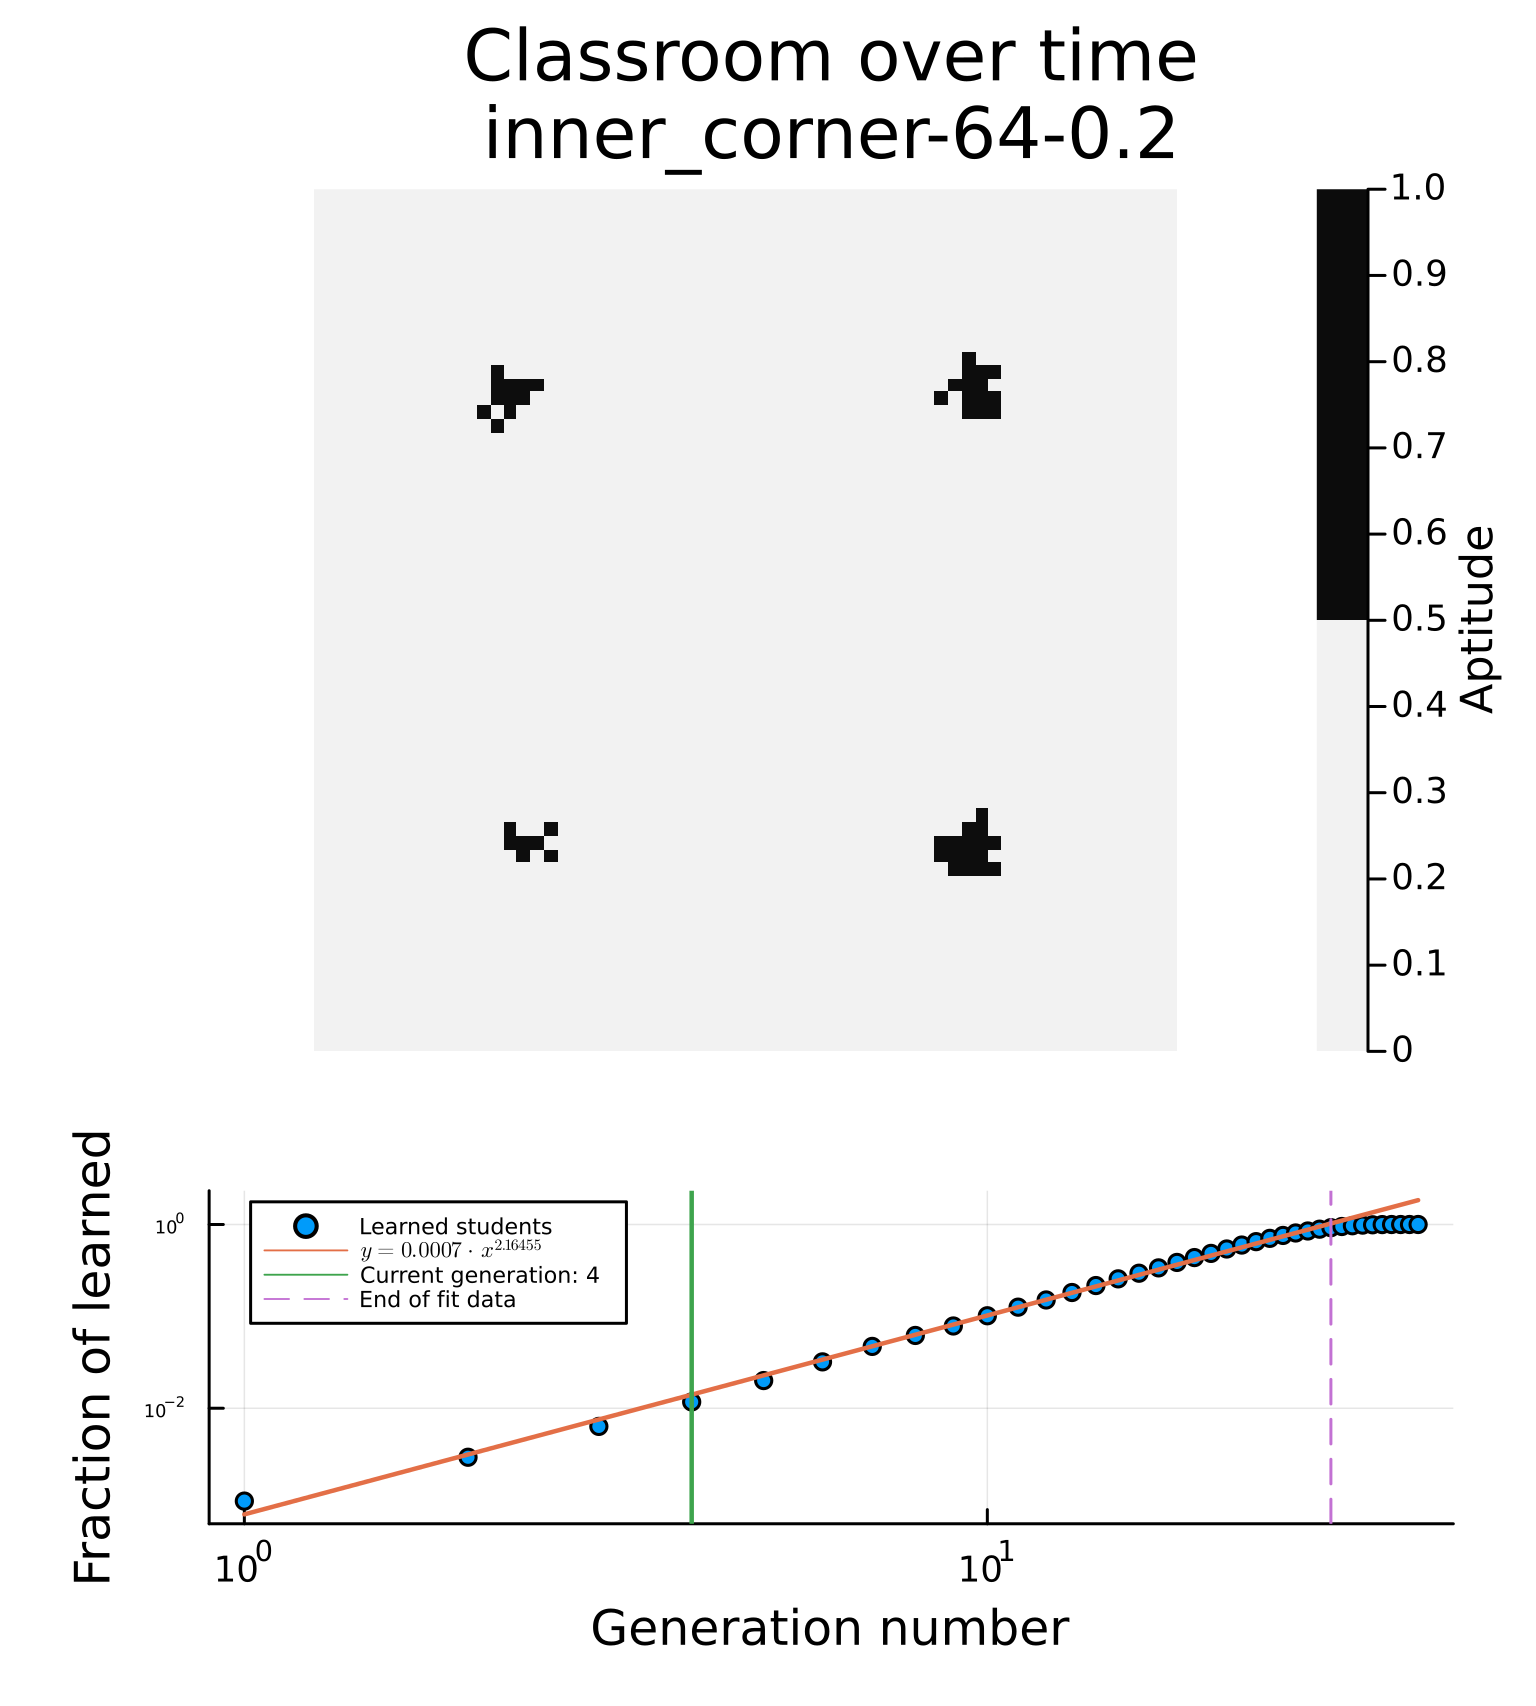 Classroom over time
inner_corner-64-0.2
1.0
0.9
0.8
0.7
0.6
0.5
0.4
0.3
0.2
0.1
0
Aptitude
Fraction of learned
10^0
10^-2
Learned students
y = 0.0007 · x^2.16455
Current generation: 4
End of fit data
10^0
10^1
Generation number